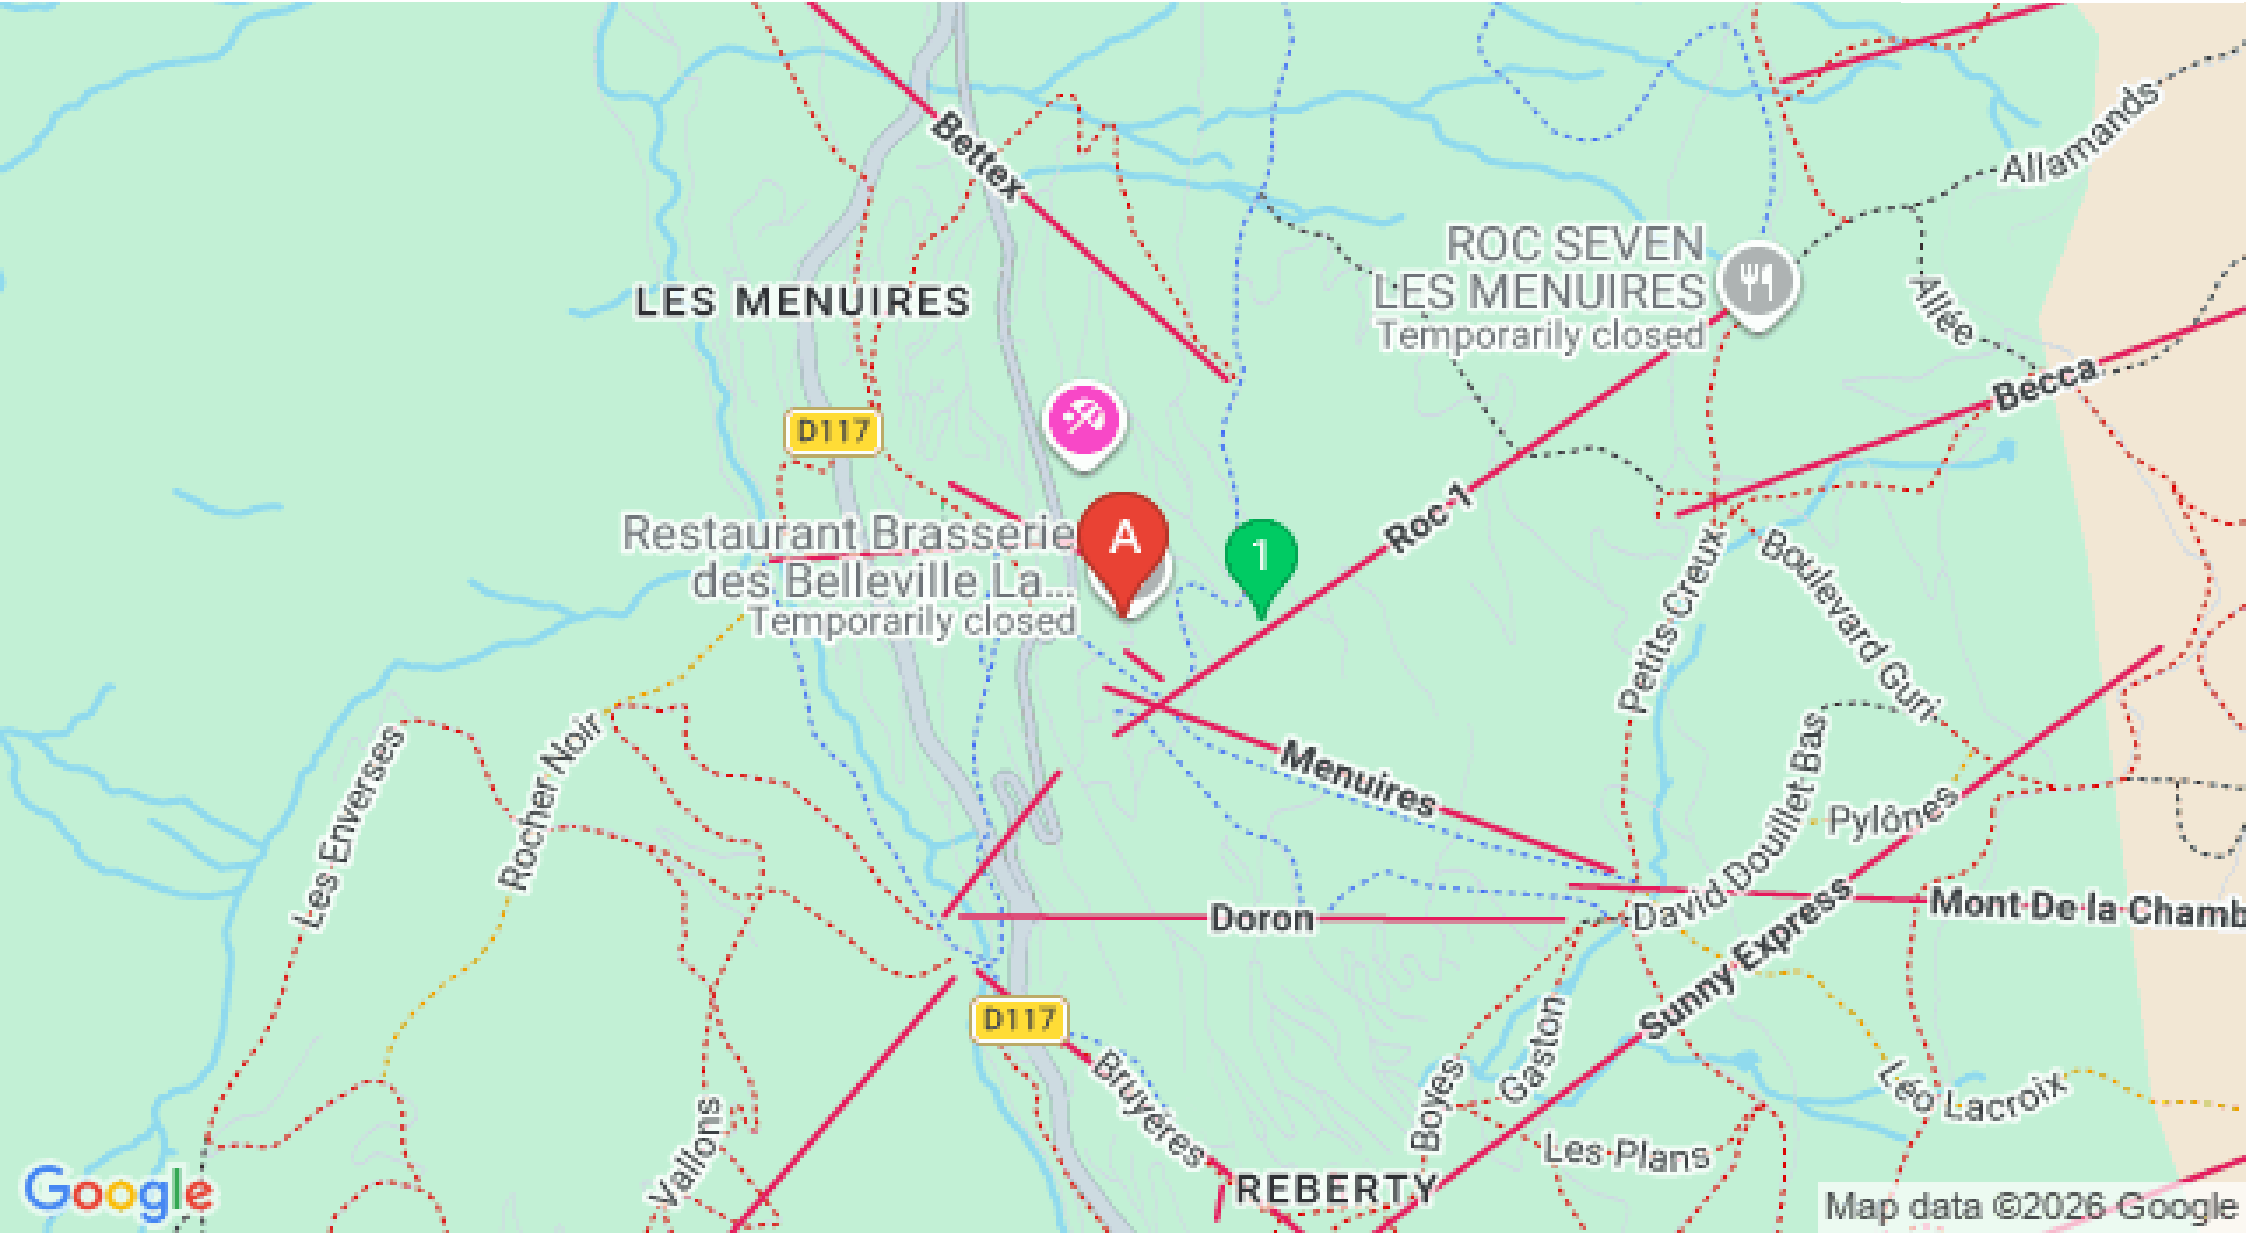 Bettex
Allamands
ROC SEVEN
LES MENUIRES
Temporarily closed
Allée
LES MENUIRES
Becca
D117
Roc 1
Restaurant Brasserie
des Belleville La...
Temporarily closed
A
1
Petits Creux
Boulevard Guri
Les Enverses
Rocher Noir
Menuires
David Douillet Bas
Pylônes
Doron
Mont De la Chamb
Sunny Express
D117
Bruyères
Gaston
Boyes
Léo Lacroix
Vallons
Les Plans
REBERTY
Google
Map data ©2026 Google